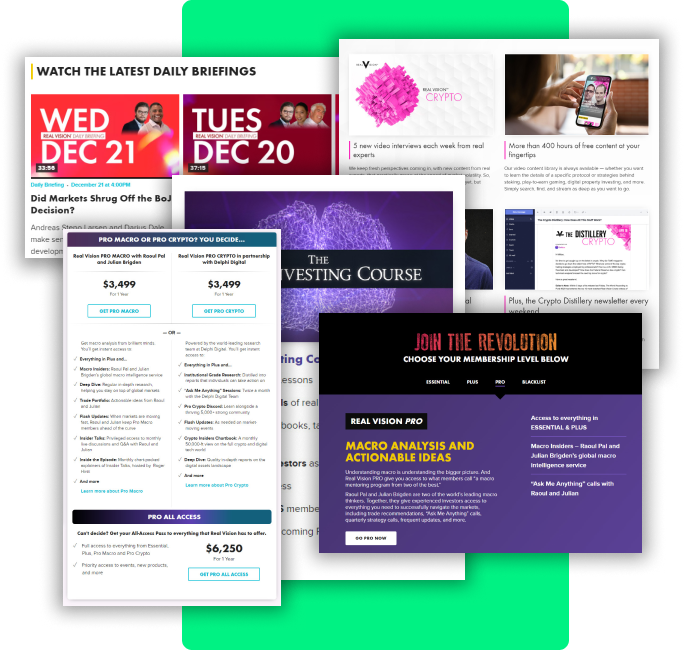 WATCH THE LATEST DAILY BRIEFINGS
WED
REAL VISION DAILY BRIEFING
DEC 21
33:56
TUES
REAL VISION DAILY BRIEFING
DEC 20
37:15
Daily Briefing • December 21 at 4:00PM
Did Markets Shrug Off the BoJ
Decision?
Andreas Steno Larsen and Darius Dale
make sen
developm
REAL VISION
REAL VISION
CRYPTO
5 new video interviews each week from real
experts
We keep fresh perspectives coming in, with new content from real
More than 400 hours of free content at your
fingertips
Our video content library is always available — whether you want
to learn the details of a specific protocol or strategies behind
staking, play-to-earn gaming, digital property investing, and more.
Simply search, find, and stream as deep as you want to go.
THE DISTILLERY
CRYPTO
Plus, the Crypto Distillery newsletter every
weekend
THE
VESTING COURSE
ting Co
essons
ls of real
books, ta
estors as
ess
S membe
coming F
PRO MACRO OR PRO CRYPTO? YOU DECIDE...
Real Vision PRO MACRO with Raoul Pal
and Julian Brigden
$3,499
For 1 Year
GET PRO MACRO
Real Vision PRO CRYPTO in partnership
with Delphi Digital
$3,499
For 1 Year
GET PRO CRYPTO
— OR —
Get macro analysis from brilliant minds.
You'll get instant access to:
✓ Everything in Plus and...
✓ Macro Insiders: Raoul Pal and Julian
Brigden's global macro intelligence service
✓ Deep Dive: Regular in-depth research,
helping you stay on top of global markets
✓ Trade Portfolio: Actionable ideas from Raoul
and Julian
✓ Flash Updates: When markets are moving
fast, Raoul and Julian keep Pro Macro
members ahead of the curve
✓ Insider Talks: Privileged access to monthly
live discussions and Q&A with Raoul and
Julian
✓ Inside the Episode: Monthly client-packed
explainers of Insider Talks, hosted by Roger
Hirst
✓ And more
Learn more about Pro Macro
Powered by the world-leading research
team at Delphi Digital. You'll get instant
access to:
✓ Everything in Plus and...
✓ Institutional Grade Research: Distilled into
reports that individuals can take action on
✓ "Ask Me Anything" Sessions: Twice a month
with the Delphi Digital Team
✓ Pro Crypto Discord: Learn alongside a
thriving 5,000+ strong community
✓ Flash Updates: As needed on market-
moving events
✓ Crypto Insiders Chartbook: A monthly
50,000-ft view on the full crypto and digital
tech world
✓ Deep Dive: Quality in-depth reports on the
digital assets landscape
✓ And more
Learn more about Pro Crypto
PRO ALL ACCESS
Can't decide? Get your All-Access Pass to everything that Real Vision has to offer.
✓ Full access to everything from Essential,
Plus, Pro Macro and Pro Crypto
✓ Priority access to events, new products,
and more
$6,250
For 1 Year
GET PRO ALL ACCESS
JOIN THE REVOLUTION
CHOOSE YOUR MEMBERSHIP LEVEL BELOW
ESSENTIAL PLUS PRO BLACKLIST
REAL VISION PRO
MACRO ANALYSIS AND
ACTIONABLE IDEAS
Understanding macro is understanding the bigger picture. And
Real Vision PRO give you access to what members call "a macro
mentoring program from two of the best."
Raoul Pal and Julian Brigden are two of the world's leading macro
thinkers. Together, they give experienced investors access to
everything you need to successfully navigate the markets,
including trade recommendations, "Ask Me Anything" calls,
quarterly strategy calls, frequent updates, and more.
GO PRO NOW
Access to everything in
ESSENTIAL & PLUS
Macro Insiders – Raoul Pal and
Julian Brigden's global macro
intelligence service
"Ask Me Anything" calls with
Raoul and Julian